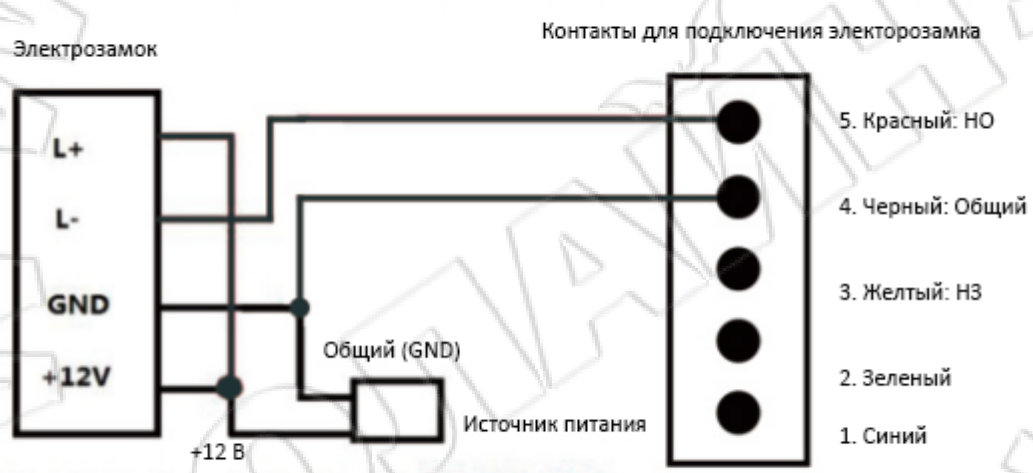 Контакты для подключения электорозамка
Электрозамок
L+
L-
GND
+12V
5. Красный: НО
4. Черный: Общий
3. Желтый: НЗ
2. Зеленый
1. Синий
Общий (GND)
Источник питания
+12 В